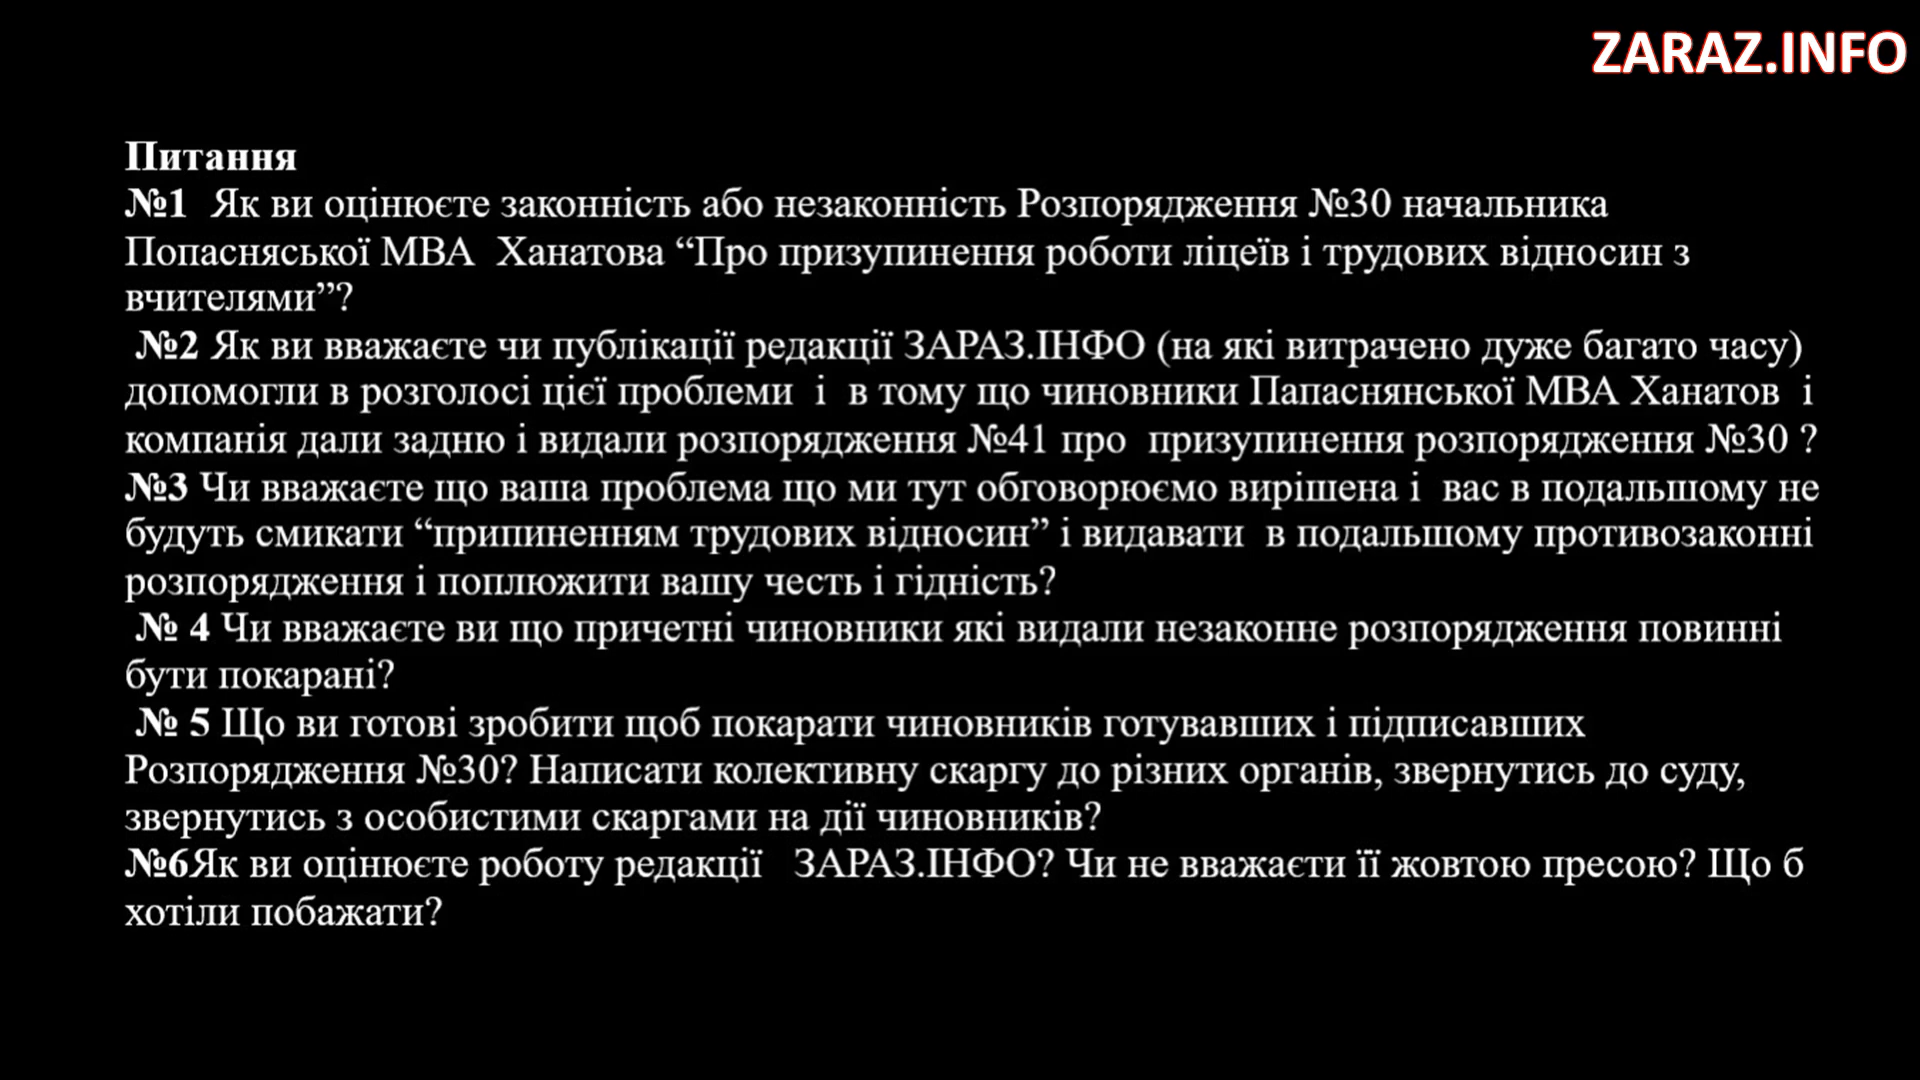 ZARAZ.INFO
Питання
№1 Як ви оцінюєте законність або незаконність Розпорядження №30 начальника
Попасняської МВА Ханатова “Про призупинення роботи ліцеїв і трудових відносин з
вчителями”?
№2 Як ви вважаєте чи публікації редакції ЗАРАЗ.ІНФО (на які витрачено дуже багато часу)
допомогли в розголосі цієї проблеми і в тому що чиновники Папаснянської МВА Ханатов і
компанія дали задню і видали розпорядження №41 про призупинення розпорядження №30 ?
№3 Чи вважаєте що ваша проблема що ми тут обговорюємо вирішена і вас в подальшому не
будуть смикати “припиненням трудових відносин” і видавати в подальшому противозаконні
розпорядження і поплюжити вашу честь і гідність?
№ 4 Чи вважаєте ви що причетні чиновники які видали незаконне розпорядження повинні
бути покарані?
№ 5 Що ви готові зробити щоб покарати чиновників готувавших і підписавших
Розпорядження №30? Написати колективну скаргу до різних органів, звернутись до суду,
звернутись з особистими скаргами на дії чиновників?
№6Як ви оцінюєте роботу редакції ЗАРАЗ.ІНФО? Чи не вважаєти її жовтою пресою? Що б
хотіли побажати?